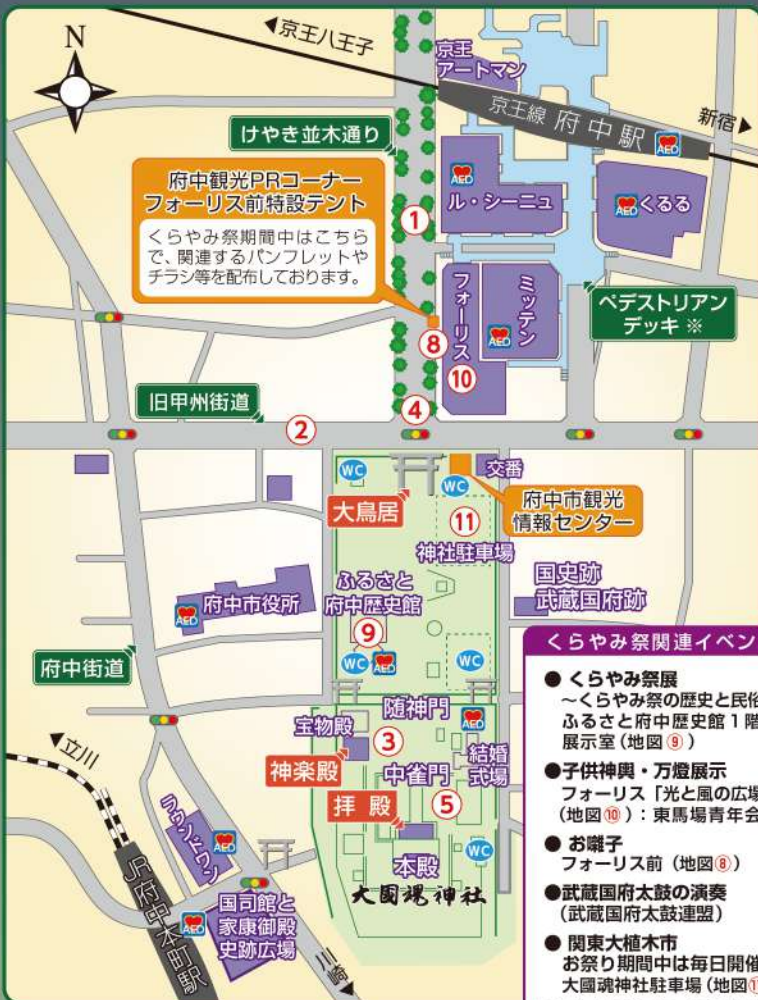 N
◀京王八王子
京王
アートマン
京王線 府中駅
AED
新宿▶
けやき並木通り
府中観光PRコーナー
フォーリス前特設テント
くらやみ祭期間中はこちら
で、関連するパンフレットや
チラシ等を配布しております。
①
AED
ル・シーニュ
AED
くるる
フォーリス
ミッテン
AED
ペデストリアン
デッキ ※
⑧
⑩
旧甲州街道
②
④
WC
大鳥居
WC
交番
府中市観光
情報センター
⑪
神社駐車場
ふるさと
府中歴史館
⑨
WC
AED
WC
国史跡
武蔵国府跡
AED
府中市役所
府中街道
随神門
AED
宝物殿
③
神楽殿
中雀門
結婚
式場
拝殿
⑤
WC
本殿
大國魂神社
◀立川
ラウンドワン
AED
JR府中本町駅
AED
国司館と
家康御殿
史跡広場
川崎▶
くらやみ祭関連イベン
● くらやみ祭展
～くらやみ祭の歴史と民俗
ふるさと府中歴史館1階
展示室(地図⑨)
●子供神輿・万燈展示
フォーリス「光と風の広場
(地図⑩):東馬場青年会
● お囃子
フォーリス前(地図⑧)
●武蔵国府太鼓の演奏
(武蔵国府太鼓連盟)
● 関東大植木市
お祭り期間中は毎日開催
大國魂神社駐車場(地図⑪